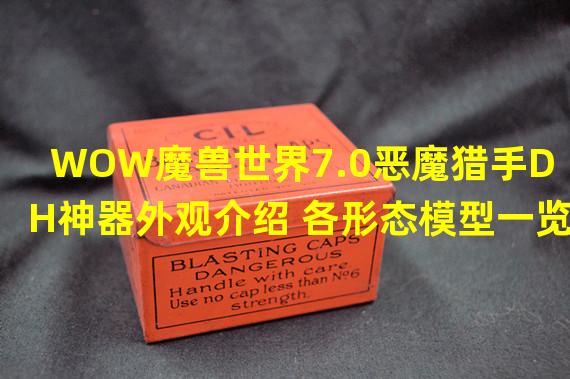 WOW魔兽世界7.0恶魔猎手D
H神器外观介绍 各形态模型一览
CIL
CANADIAN
BLASTING CAPS
DANGEROUS
Handle with care
Use no cap less than No6
strength.